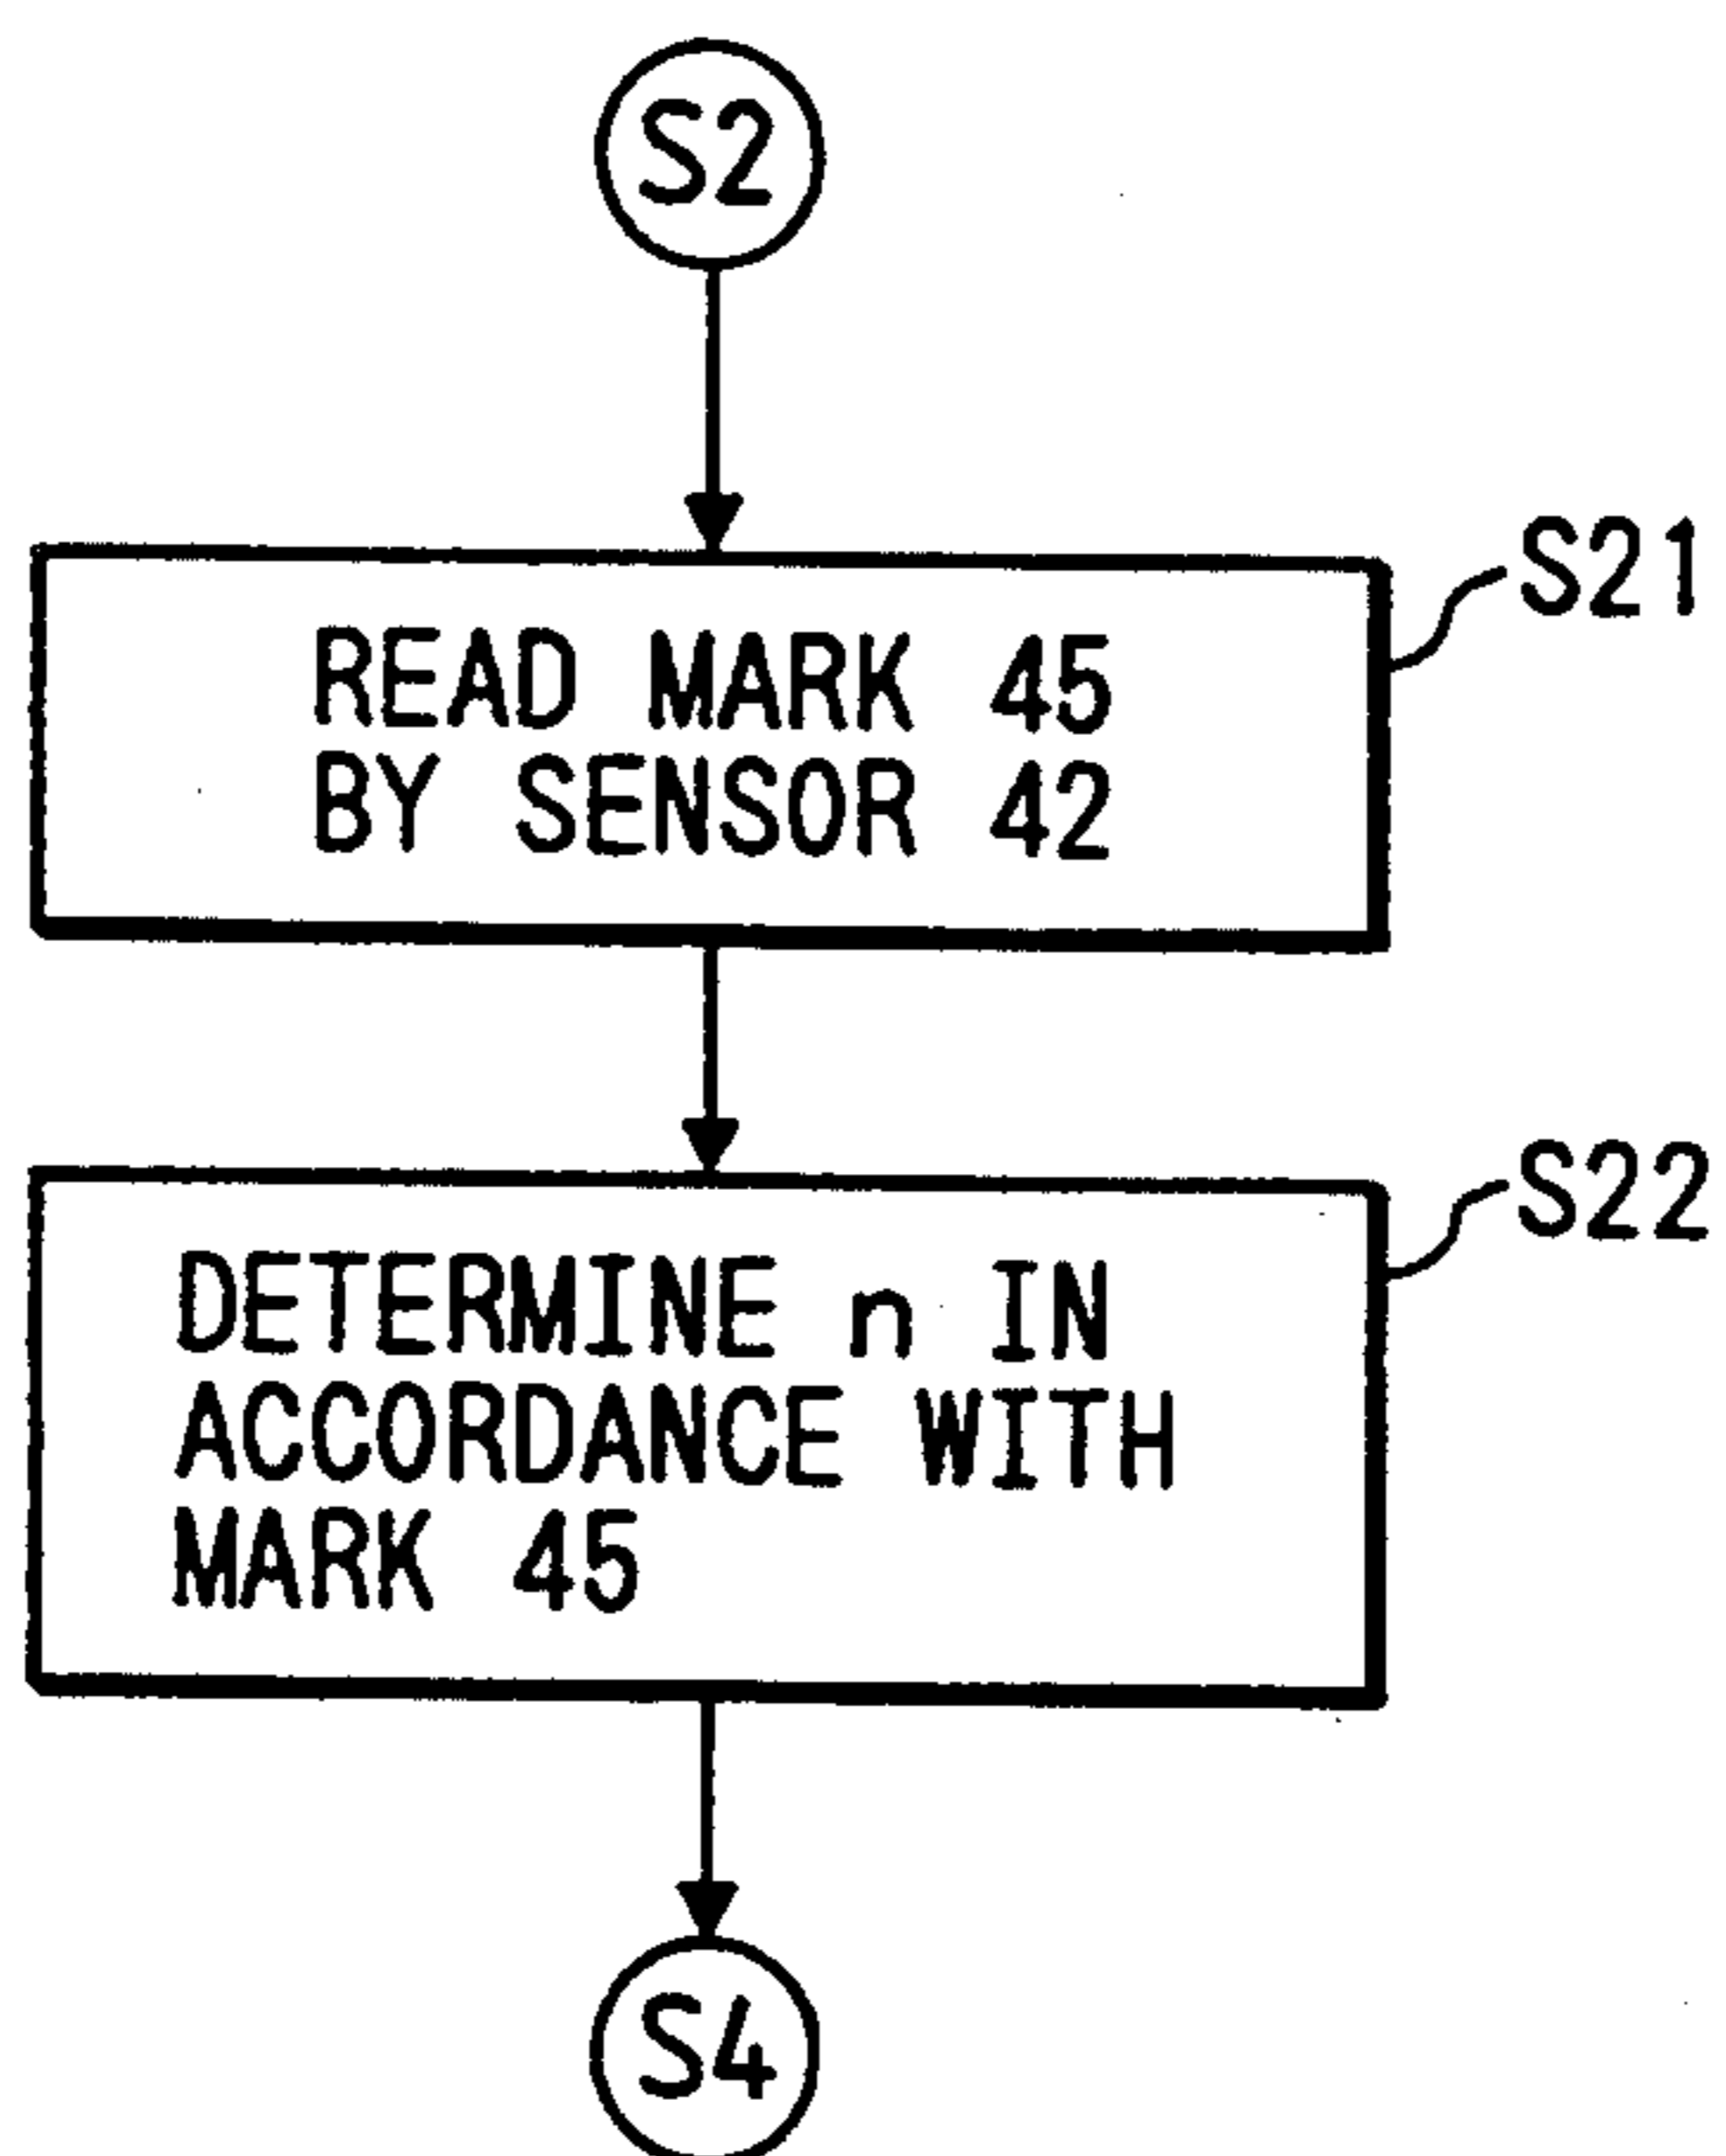 S2
S21
READ MARK 45
BY SENSOR 42
S22
DETERMINE n IN
ACCORDANCE WITH
MARK 45
S4